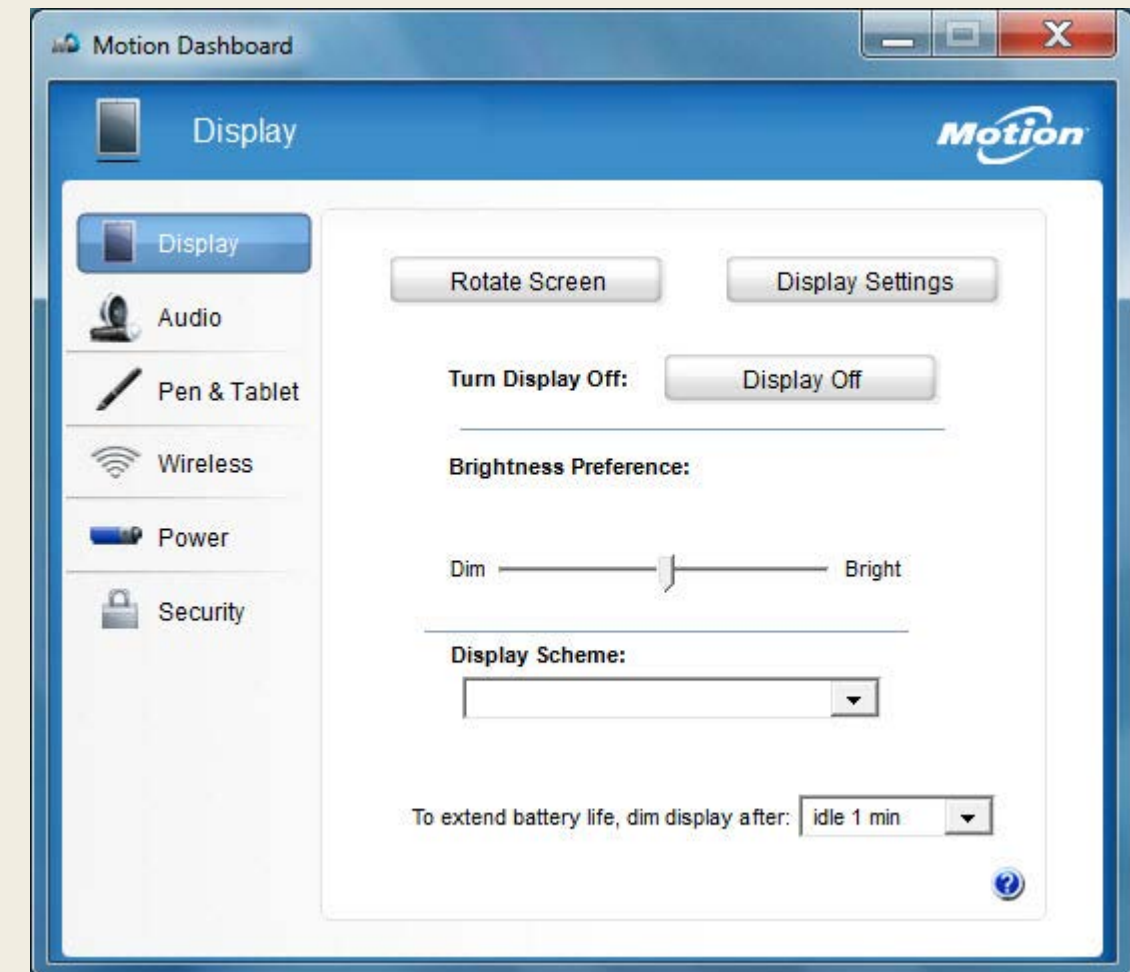 Motion Dashboard
Display
Motion
Display
Audio
Pen & Tablet
Wireless
Power
Security
Rotate Screen
Display Settings
Turn Display Off:
Display Off
Brightness Preference:
Dim
Bright
Display Scheme:
To extend battery life, dim display after:
idle 1 min